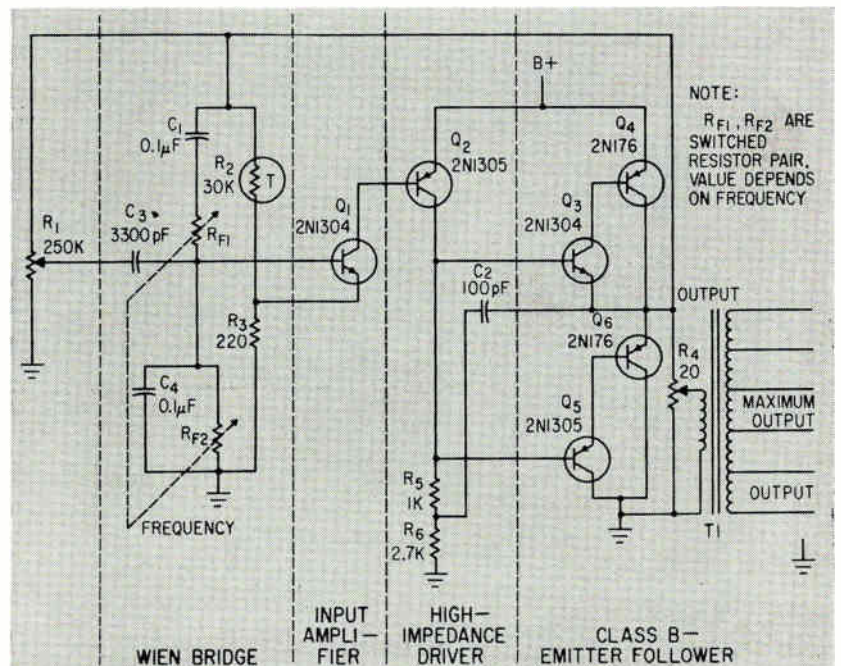 B+
NOTE:
RF1, RF2 ARE
SWITCHED
RESISTOR PAIR,
VALUE DEPENDS
ON FREQUENCY
C1
0.1µF
R2
30K
T
Q2
2N1305
Q4
2N176
Q1
2N1304
Q3
2N1304
C3
3300 pF
RF1
R1
250K
C2
100pF
OUTPUT
R3
220
Q6
2N176
R4
20
C4
0.1µF
RF2
Q5
2N1305
MAXIMUM
OUTPUT
R5
1K
OUTPUT
R6
2.7K
T1
FREQUENCY
WIEN BRIDGE
INPUT
AMPLI-
FIER
HIGH-
IMPEDANCE
DRIVER
CLASS B-
EMITTER FOLLOWER